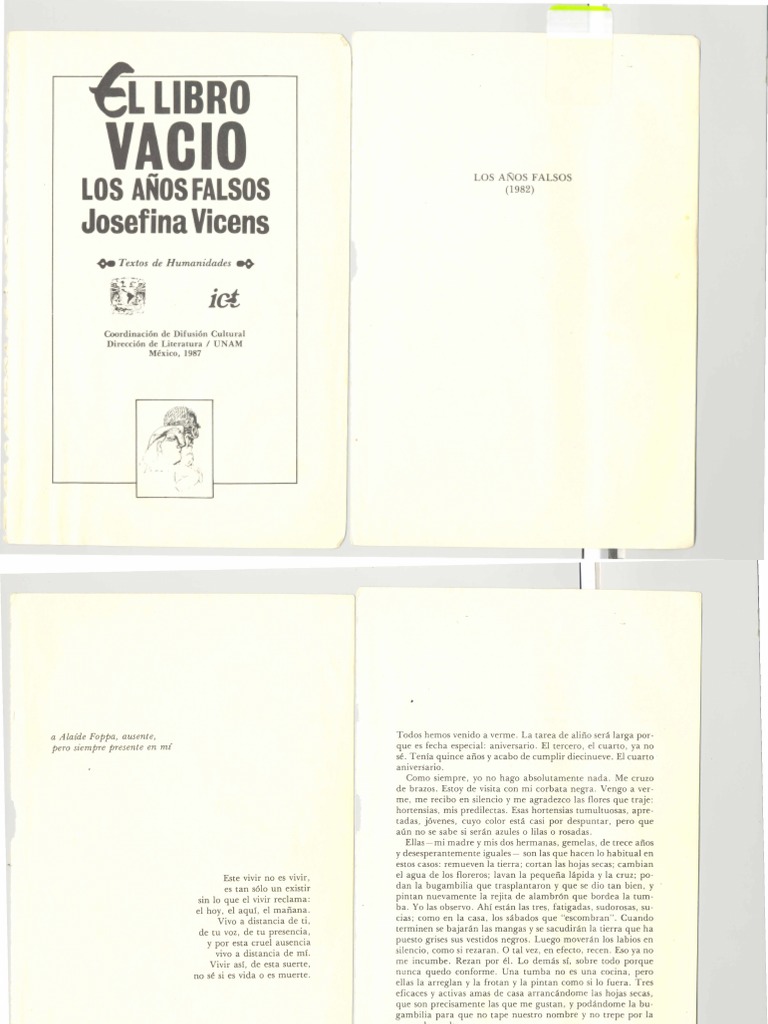 EL LIBRO
VACIO
LOS AÑOS FALSOS
Josefina Vicens
Textos de Humanidades
ict
Coordinación de Difusión Cultural
Dirección de Literatura / UNAM
México, 1987
LOS AÑOS FALSOS
(1982)
a Alaíde Foppa, ausente,
pero siempre presente en mí
Este vivir no es vivir,
es tan sólo un existir
sin lo que el vivir reclama:
el hoy, el aquí, el mañana.
Vivo a distancia de ti,
de tu voz, de tu presencia,
y por esta cruel ausencia
vivo a distancia de mí.
Vivir así, de esta suerte,
no sé si es vida o es muerte.
Todos hemos venido a verme. La tarea de aliño será larga por-
que es fecha especial: aniversario. El tercero, el cuarto, ya no
sé. Tenía quince años y acabo de cumplir diecinueve. El cuarto
aniversario.
Como siempre, yo no hago absolutamente nada. Me cruzo
de brazos. Estoy de visita con mi corbata negra. Vengo a ver-
me, me recibo en silencio y me agradezco las flores que traje:
hortensias, mis predilectas. Esas hortensias tumultuosas, apre-
tadas, jóvenes, cuyo color está casi por despuntar, pero que
aún no se sabe si serán azules o lilas o rosadas.
Ellas—mi madre y mis dos hermanas, gemelas, de trece años
y desesperantemente iguales— son las que hacen lo habitual en
estos casos: remueven la tierra; cortan las hojas secas; cambian
el agua de los floreros; lavan la pequeña lápida y la cruz; po-
dan la bugambilia que trasplantaron y que se dio tan bien, y
pintan nuevamente la rejita de alambrón que bordea la tum-
ba. Yo las observo. Ahí están las tres, fatigadas, sudorosas, su-
cias; como en la casa, los sábados que "escombran". Cuando
terminen se bajarán las mangas y se sacudirán la tierra que ha
puesto grises sus vestidos negros. Luego moverán los labios en
silencio, como si rezaran. O tal vez, en efecto, recen. Eso ya no
me incumbe. Rezan por él. Lo demás sí, sobre todo porque
nunca quedo conforme. Una tumba no es una cocina, pero
ellas la arreglan y la frotan y la pintan como si lo fuera. Tres
eficaces y activas amas de casa arrancándome las hojas secas,
que son precisamente las que me gustan, y podándome la bu-
gambilia para que no tape nuestro nombre y no trepe por la